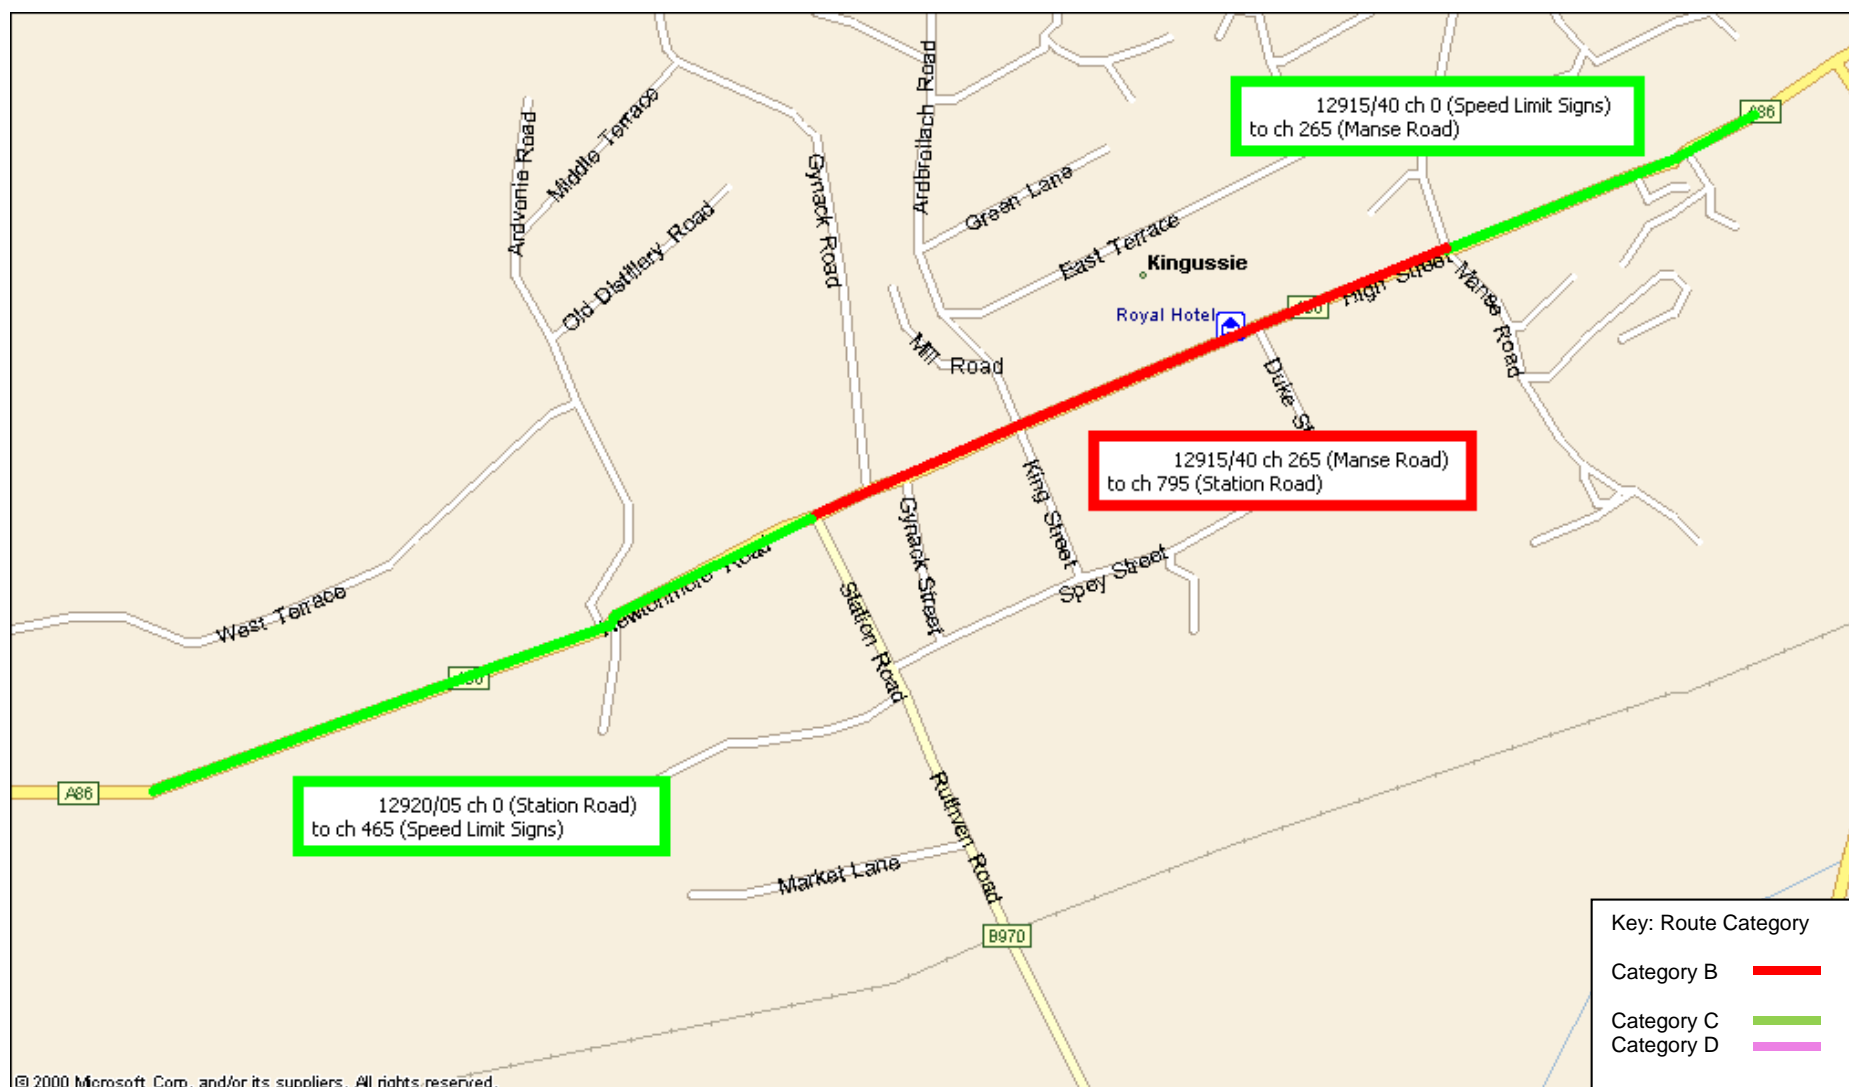 12915/40 ch 0 (Speed Limit Signs)
to ch 265 (Manse Road)
A86
Ardbroilach Road
Middle Terrace
Ardvonie Road
Gynack Road
Green Lane
Old Distillery Road
East Terrace
Kingussie
High Street
Manse Road
Royal Hotel
Mill Road
Duke St
12915/40 ch 265 (Manse Road)
to ch 795 (Station Road)
King Street
Gynack Street
Spey Street
Newtonmore Road
Station Road
West Terrace
A86
12920/05 ch 0 (Station Road)
to ch 465 (Speed Limit Signs)
Ruthven Road
Market Lane
B970
Key: Route Category
Category B
Category C
Category D
© 2000 Microsoft Corp. and/or its suppliers. All rights reserved.